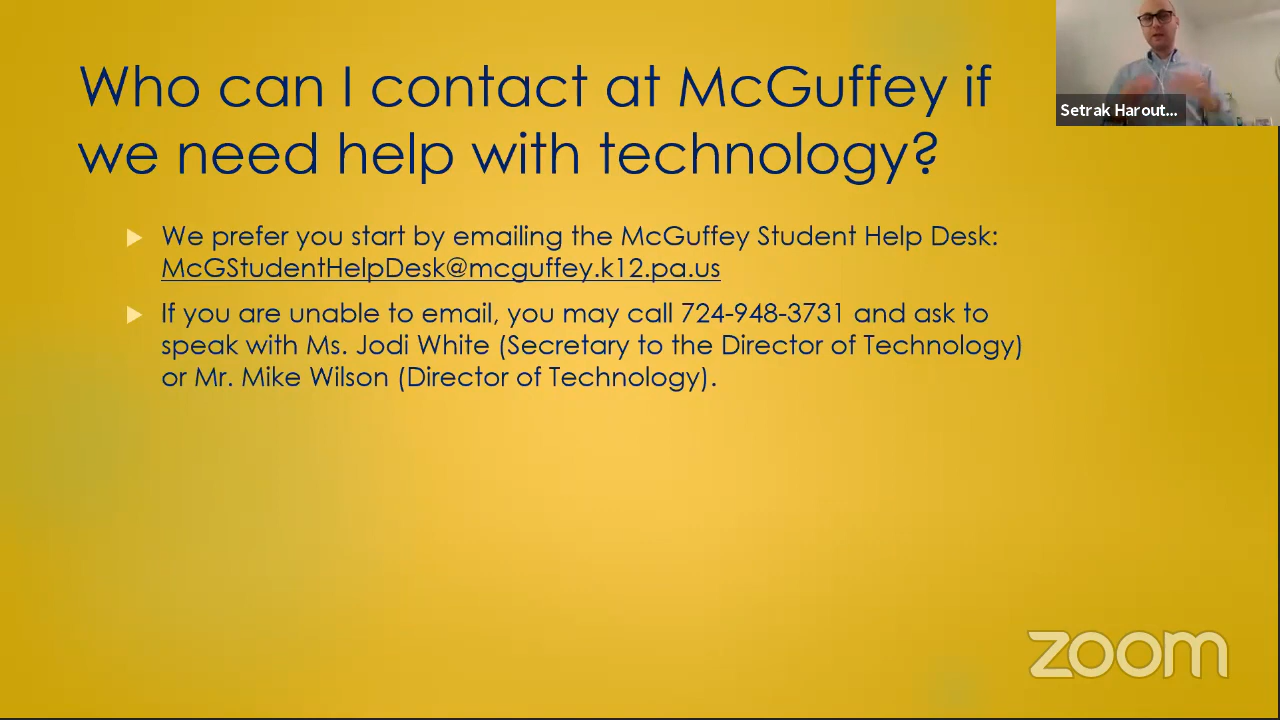 Who can I contact at McGuffey if
we need help with technology?
Setrak Harout...
We prefer you start by emailing the McGuffey Student Help Desk:
McGStudentHelpDesk@mcguffey.k12.pa.us
If you are unable to email, you may call 724-948-3731 and ask to
speak with Ms. Jodi White (Secretary to the Director of Technology)
or Mr. Mike Wilson (Director of Technology).
zoom